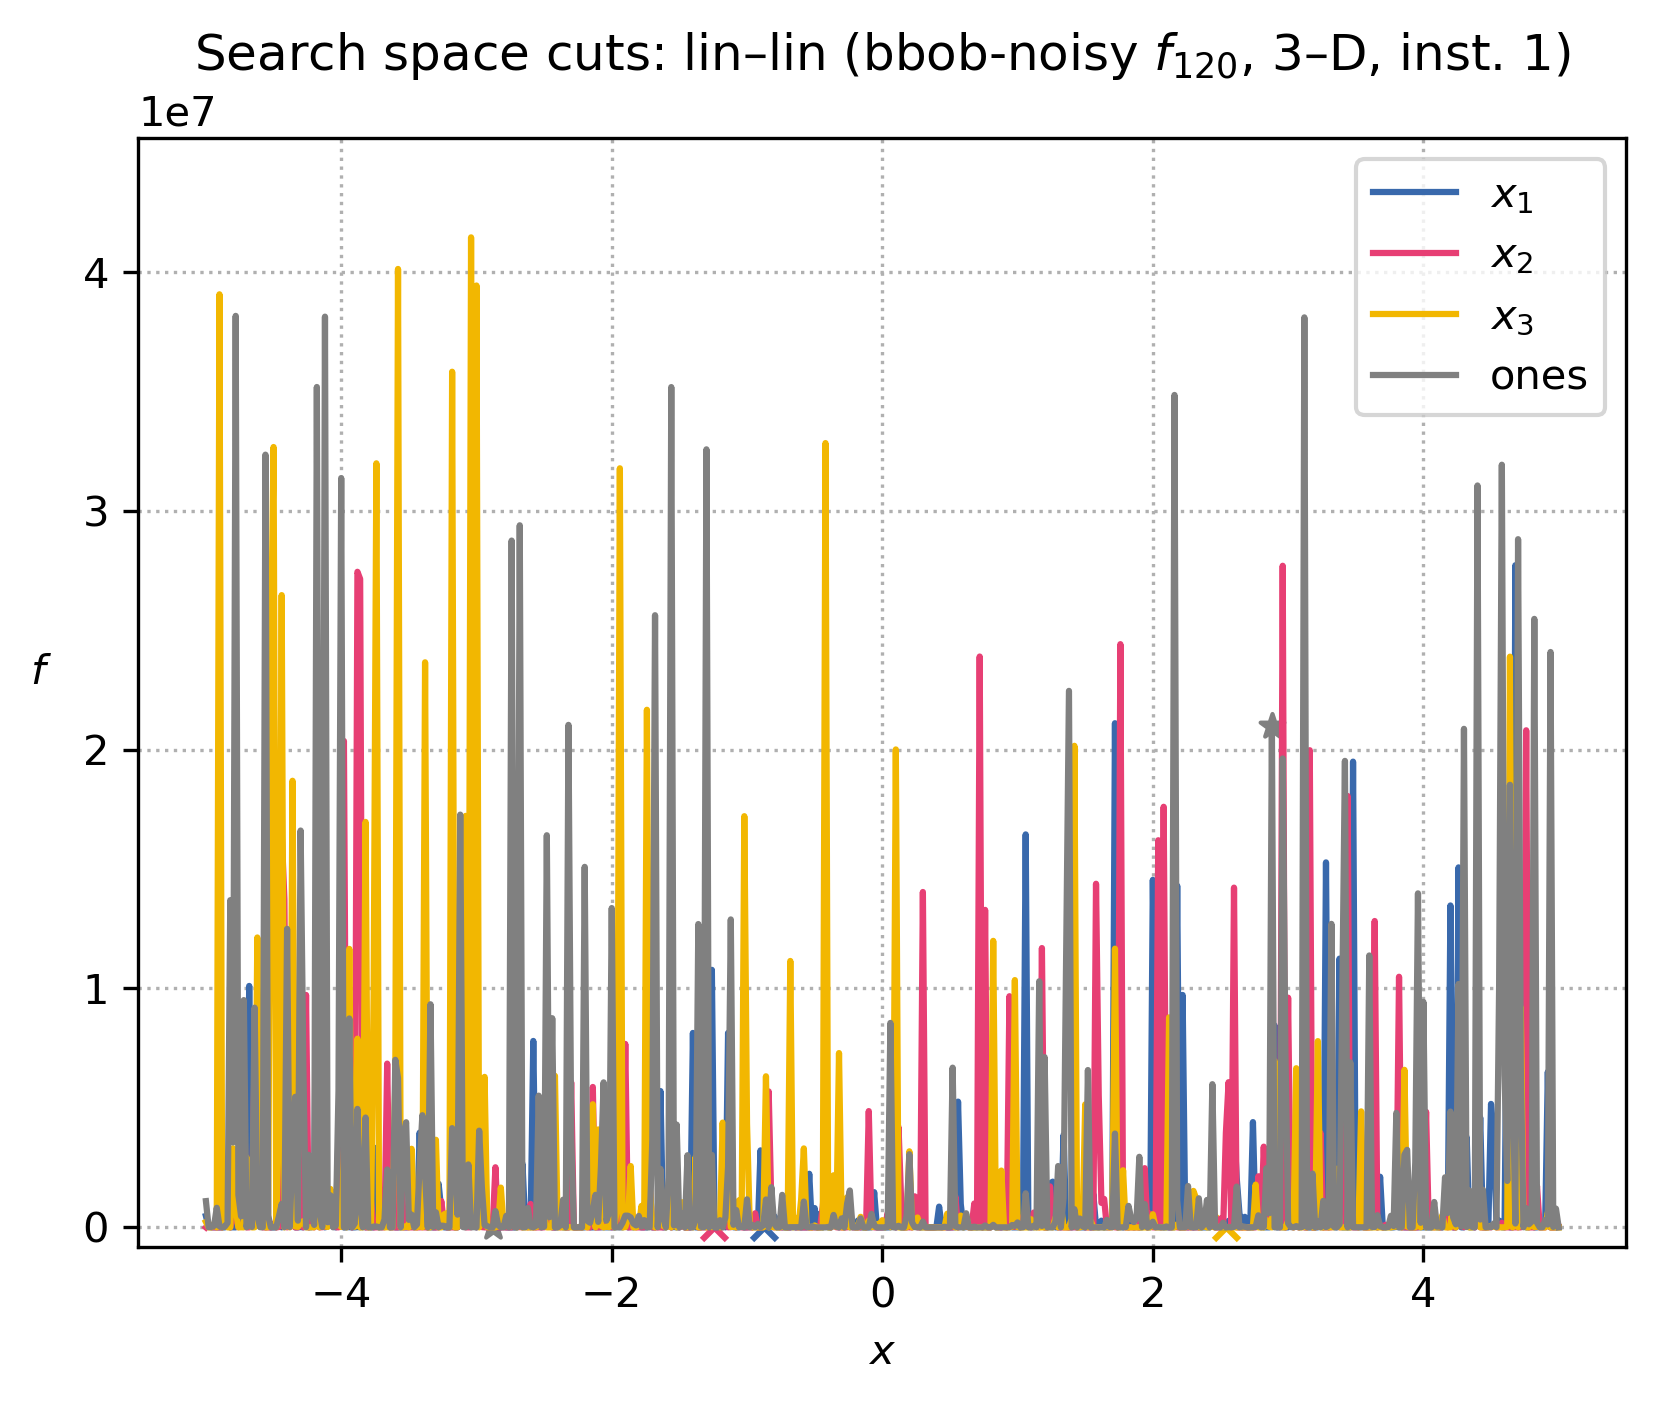 Search space cuts: lin–lin (bbob-noisy f₁₂₀, 3–D, inst. 1)
1e7
x₁
x₂
x₃
ones
4
3
2
1
0
f
−4 −2 0 2 4
x